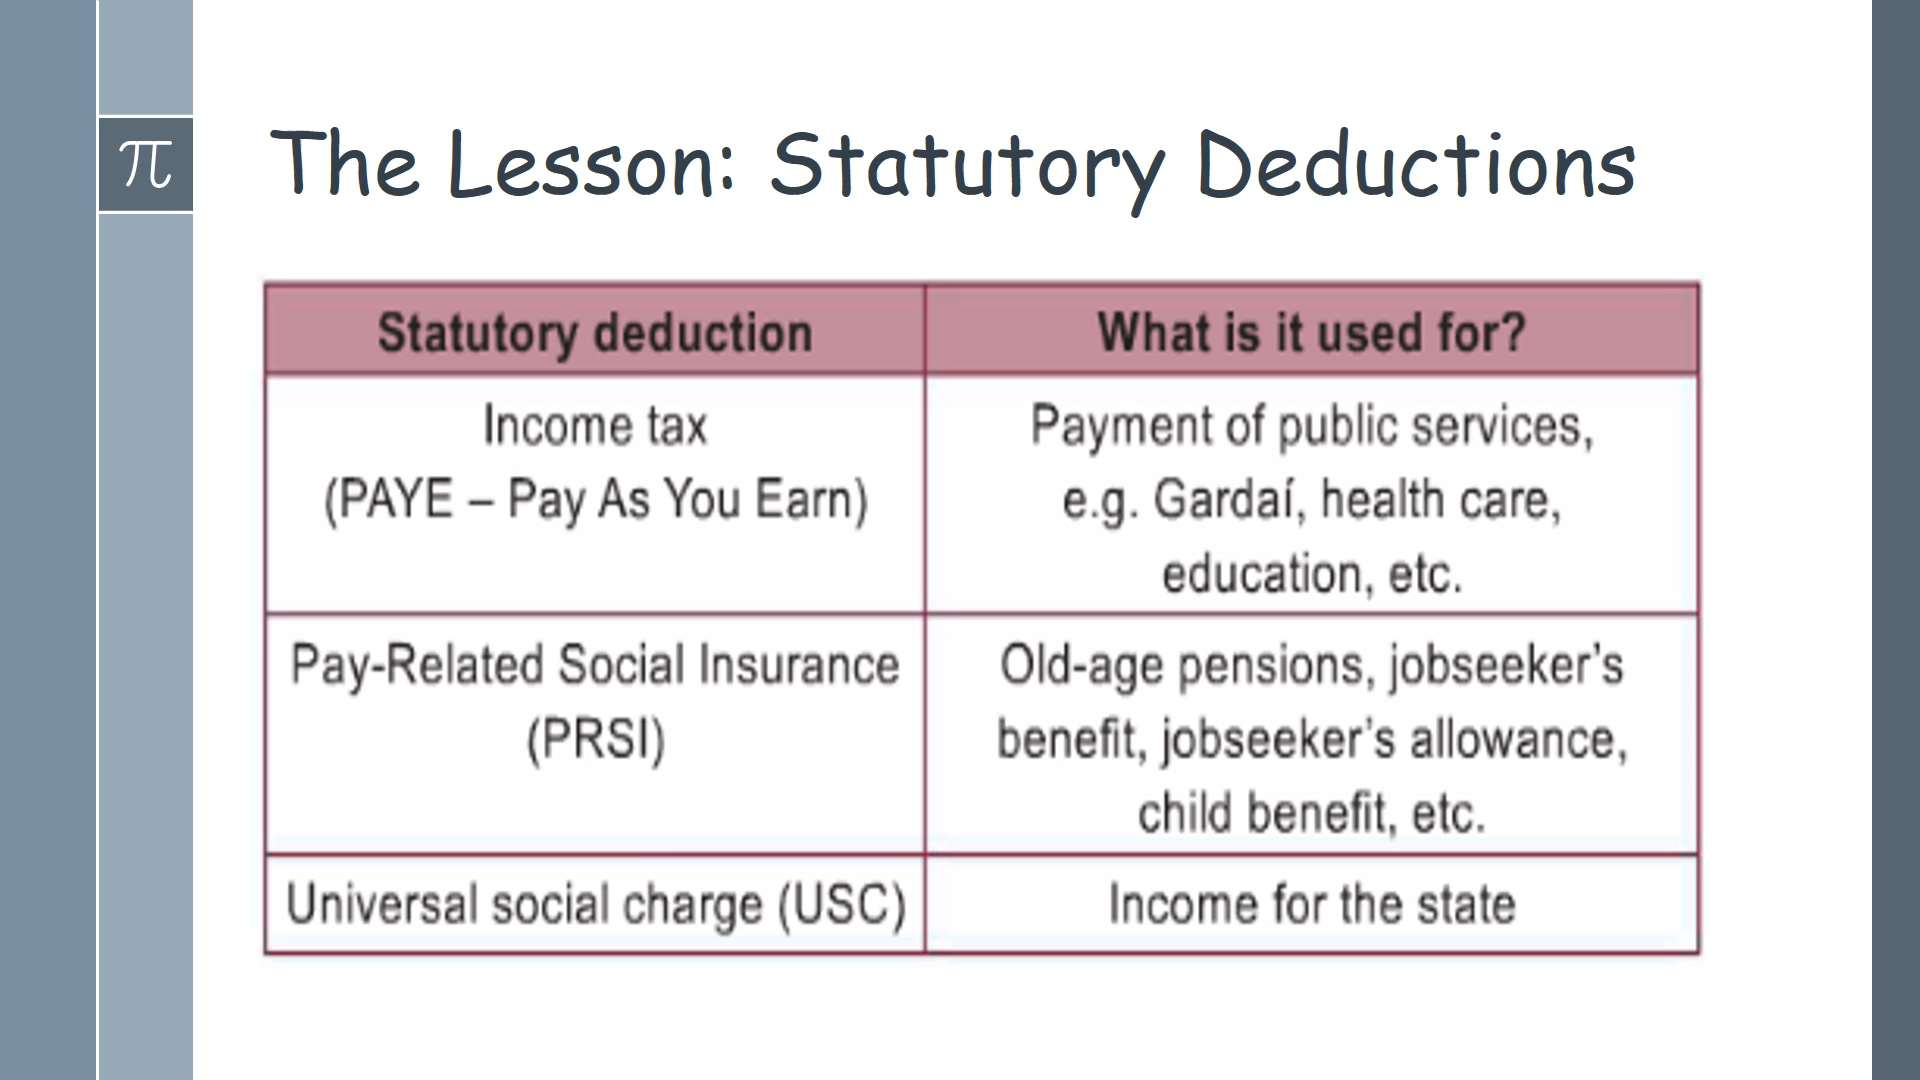 π
The Lesson: Statutory Deductions
Statutory deduction
What is it used for?
Income tax
(PAYE – Pay As You Earn)
Payment of public services,
e.g. Gardaí, health care,
education, etc.
Pay-Related Social Insurance
(PRSI)
Old-age pensions, jobseeker’s
benefit, jobseeker’s allowance,
child benefit, etc.
Universal social charge (USC)
Income for the state